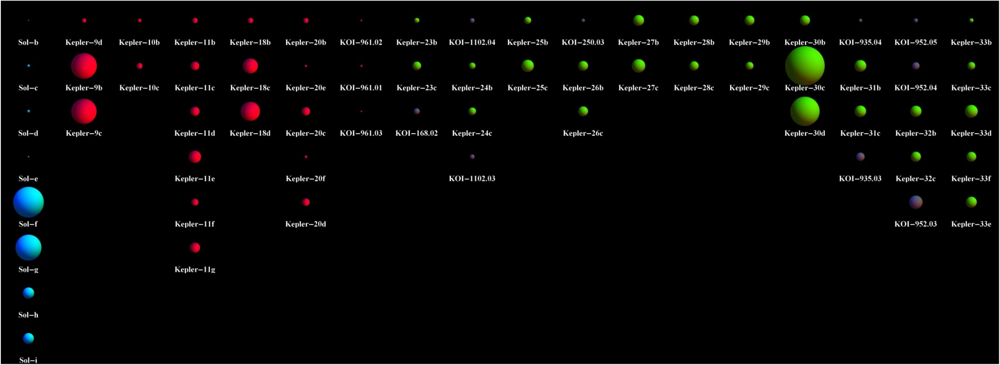 Sol−b Kepler−9d Kepler−10b Kepler−11b Kepler−18b Kepler−20b KOI−961.02 Kepler−23b KOI−1102.04 Kepler−25b KOI−250.03 Kepler−27b Kepler−28b Kepler−29b Kepler−30b KOI−935.04 KOI−952.05 Kepler−33b
Sol−c Kepler−9b Kepler−10c Kepler−11c Kepler−18c Kepler−20e KOI−961.01 Kepler−23c Kepler−24b Kepler−25c Kepler−26b Kepler−27c Kepler−28c Kepler−29c Kepler−30c Kepler−31b KOI−952.04 Kepler−33c
Sol−d Kepler−9c Kepler−11d Kepler−18d Kepler−20c KOI−961.03 KOI−168.02 Kepler−24c Kepler−26c Kepler−30d Kepler−31c Kepler−32b Kepler−33d
Sol−e Kepler−11e Kepler−20f KOI−1102.03 KOI−935.03 Kepler−32c Kepler−33f
Sol−f Kepler−11f Kepler−20d KOI−952.03 Kepler−33e
Sol−g Kepler−11g
Sol−h
Sol−i